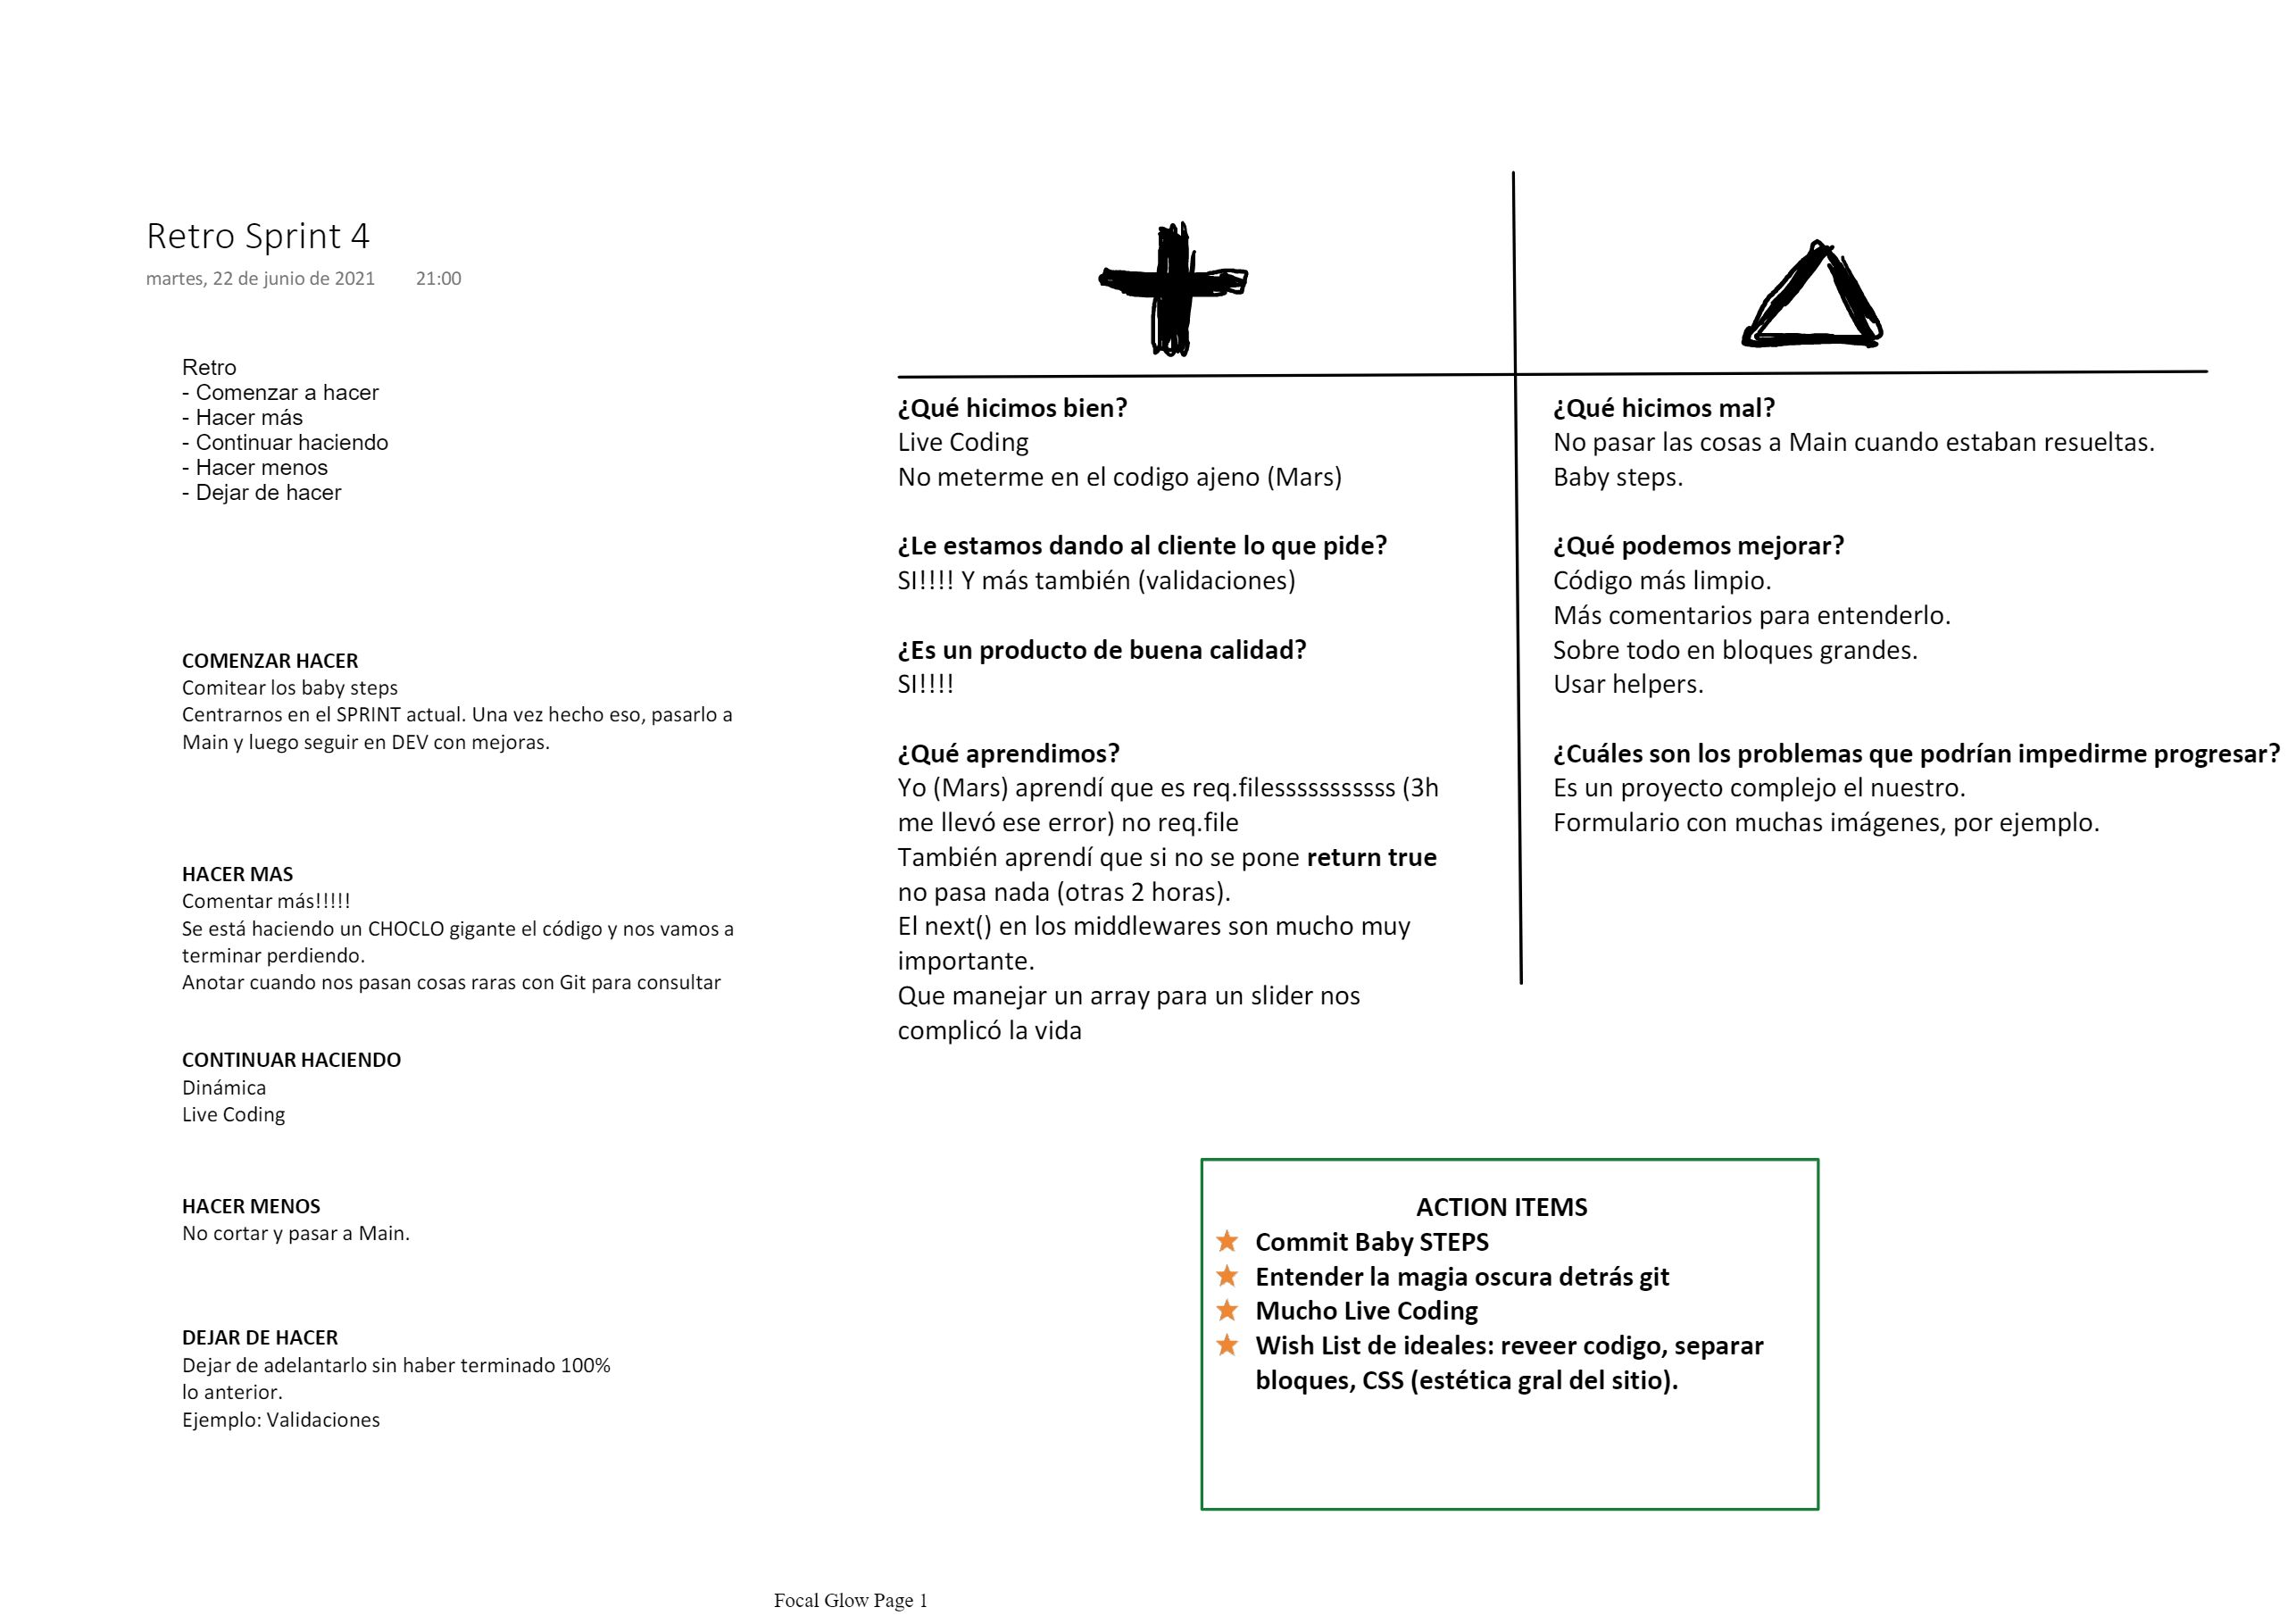 Retro Sprint 4
martes, 22 de junio de 2021 21:00
Retro
- Comenzar a hacer
- Hacer más
- Continuar haciendo
- Hacer menos
- Dejar de hacer
COMENZAR HACER
Comitear los baby steps
Centrarnos en el SPRINT actual. Una vez hecho eso, pasarlo a
Main y luego seguir en DEV con mejoras.
HACER MAS
Comentar más!!!!!
Se está haciendo un CHOCLO gigante el código y nos vamos a
terminar perdiendo.
Anotar cuando nos pasan cosas raras con Git para consultar
CONTINUAR HACIENDO
Dinámica
Live Coding
HACER MENOS
No cortar y pasar a Main.
DEJAR DE HACER
Dejar de adelantarlo sin haber terminado 100%
lo anterior.
Ejemplo: Validaciones
¿Qué hicimos bien?
Live Coding
No meterme en el codigo ajeno (Mars)
¿Le estamos dando al cliente lo que pide?
SI!!!! Y más también (validaciones)
¿Es un producto de buena calidad?
SI!!!!
¿Qué aprendimos?
Yo (Mars) aprendí que es req.filesssssssssss (3h
me llevó ese error) no req.file
También aprendí que si no se pone return true
no pasa nada (otras 2 horas).
El next() en los middlewares son mucho muy
importante.
Que manejar un array para un slider nos
complicó la vida
¿Qué hicimos mal?
No pasar las cosas a Main cuando estaban resueltas.
Baby steps.
¿Qué podemos mejorar?
Código más limpio.
Más comentarios para entenderlo.
Sobre todo en bloques grandes.
Usar helpers.
¿Cuáles son los problemas que podrían impedirme progresar?
Es un proyecto complejo el nuestro.
Formulario con muchas imágenes, por ejemplo.
ACTION ITEMS
Commit Baby STEPS
Entender la magia oscura detrás git
Mucho Live Coding
Wish List de ideales: reveer codigo, separar
bloques, CSS (estética gral del sitio).
Focal Glow Page 1